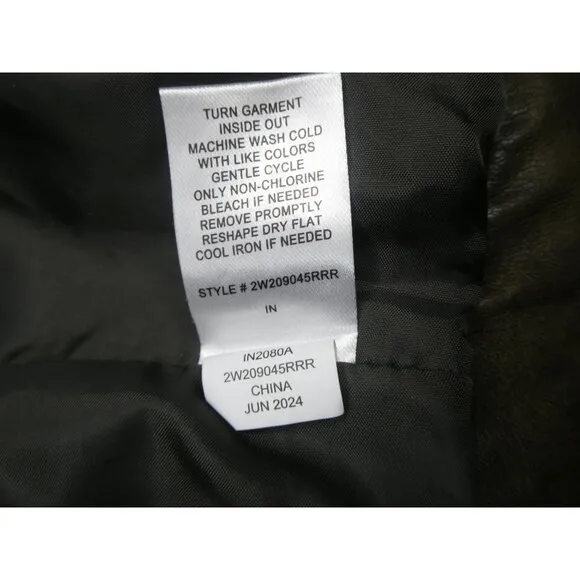 TURN GARMENT
INSIDE OUT
MACHINE WASH COLD
WITH LIKE COLORS
GENTLE CYCLE
ONLY NON-CHLORINE
BLEACH IF NEEDED
REMOVE PROMPTLY
RESHAPE DRY FLAT
COOL IRON IF NEEDED
STYLE # 2W209045RRR
IN
IN2080A
2W209045RRR
CHINA
JUN 2024